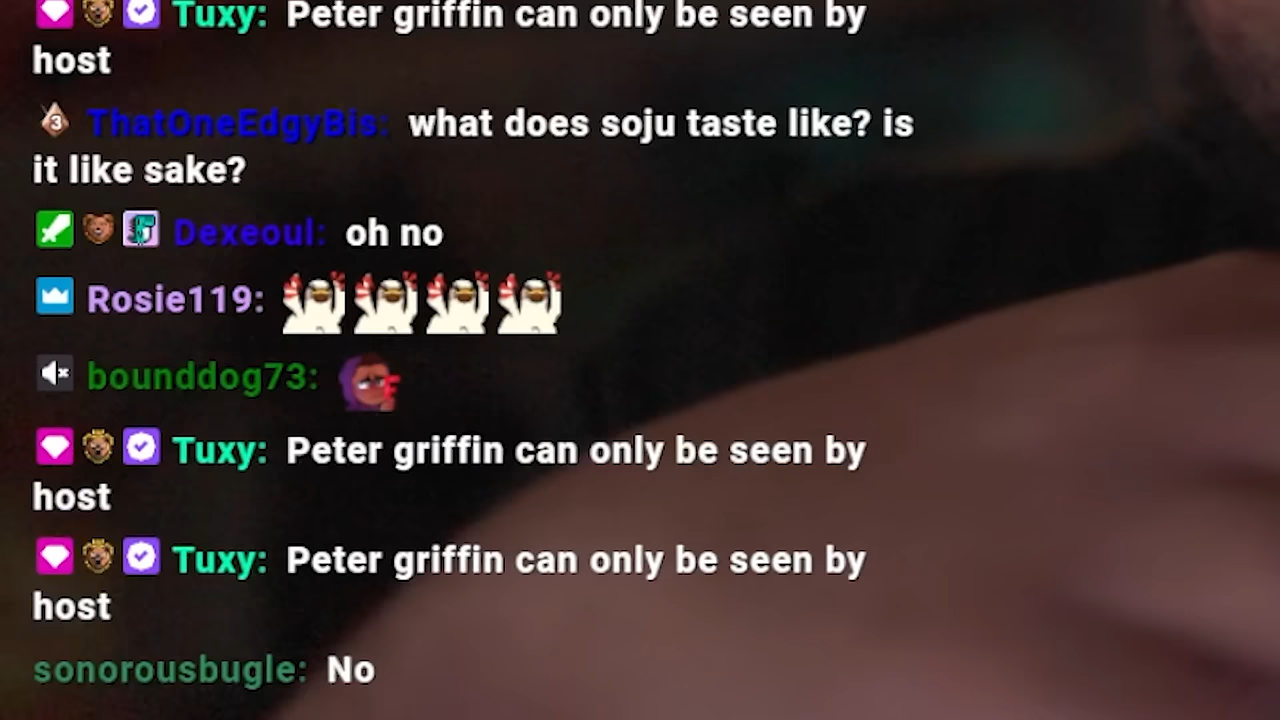 Tuxy: Peter griffin can only be seen by
host
3 ThatOneEdgyBis: what does soju taste like? is
it like sake?
Dexeoul: oh no
Rosie119:
bounddog73:
Tuxy: Peter griffin can only be seen by
host
Tuxy: Peter griffin can only be seen by
host
sonorousbugle: No